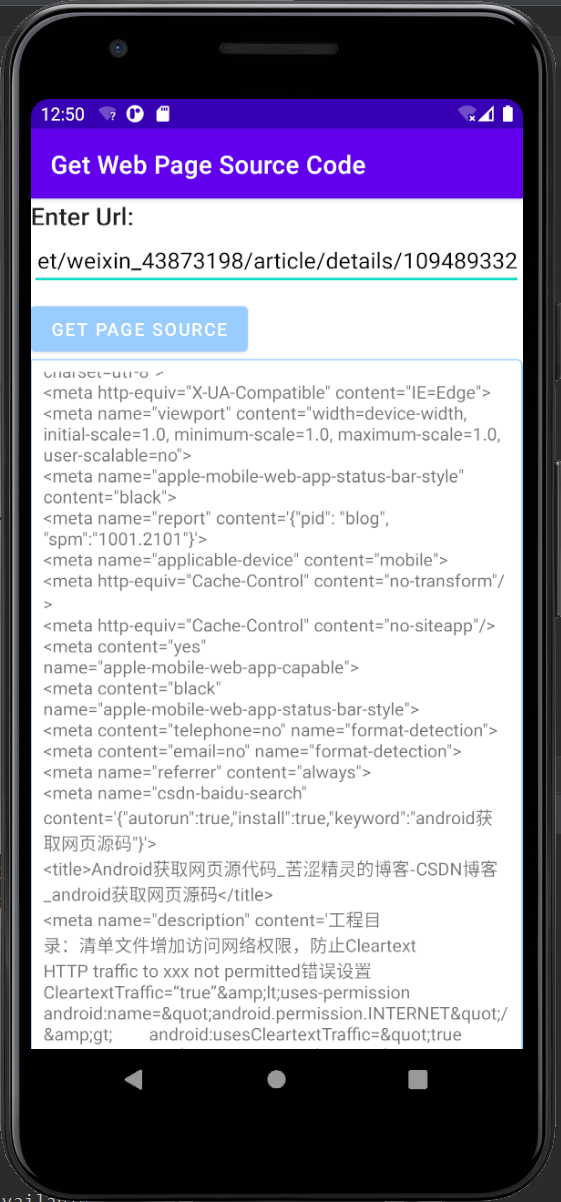 12:50
Get Web Page Source Code
Enter Url:
et/weixin_43873198/article/details/109489332
GET PAGE SOURCE
charset=utf-8">
<meta http-equiv="X-UA-Compatible" content="IE=Edge">
<meta name="viewport" content="width=device-width,
initial-scale=1.0, minimum-scale=1.0, maximum-scale=1.0,
user-scalable=no">
<meta name="apple-mobile-web-app-status-bar-style"
content="black">
<meta name="report" content='{"pid": "blog",
"spm":"1001.2101"}'>
<meta name="applicable-device" content="mobile">
<meta http-equiv="Cache-Control" content="no-transform"/
>
<meta http-equiv="Cache-Control" content="no-siteapp"/>
<meta content="yes"
name="apple-mobile-web-app-capable">
<meta content="black"
name="apple-mobile-web-app-status-bar-style">
<meta content="telephone=no" name="format-detection">
<meta content="email=no" name="format-detection">
<meta name="referrer" content="always">
<meta name="csdn-baidu-search"
content='{"autorun":true,"install":true,"keyword":"android获
取网页源码"}'>
<title>Android获取网页源代码_苦涩精灵的博客-CSDN博客
_android获取网页源码</title>
<meta name="description" content='工程目
录：清单文件增加访问网络权限，防止Cleartext
HTTP traffic to xxx not permitted错误设置
CleartextTraffic=“true”&amp;lt;uses-permission
android:name=&quot;android.permission.INTERNET&quot;/
&amp;gt; android:usesCleartextTraffic=&quot;true